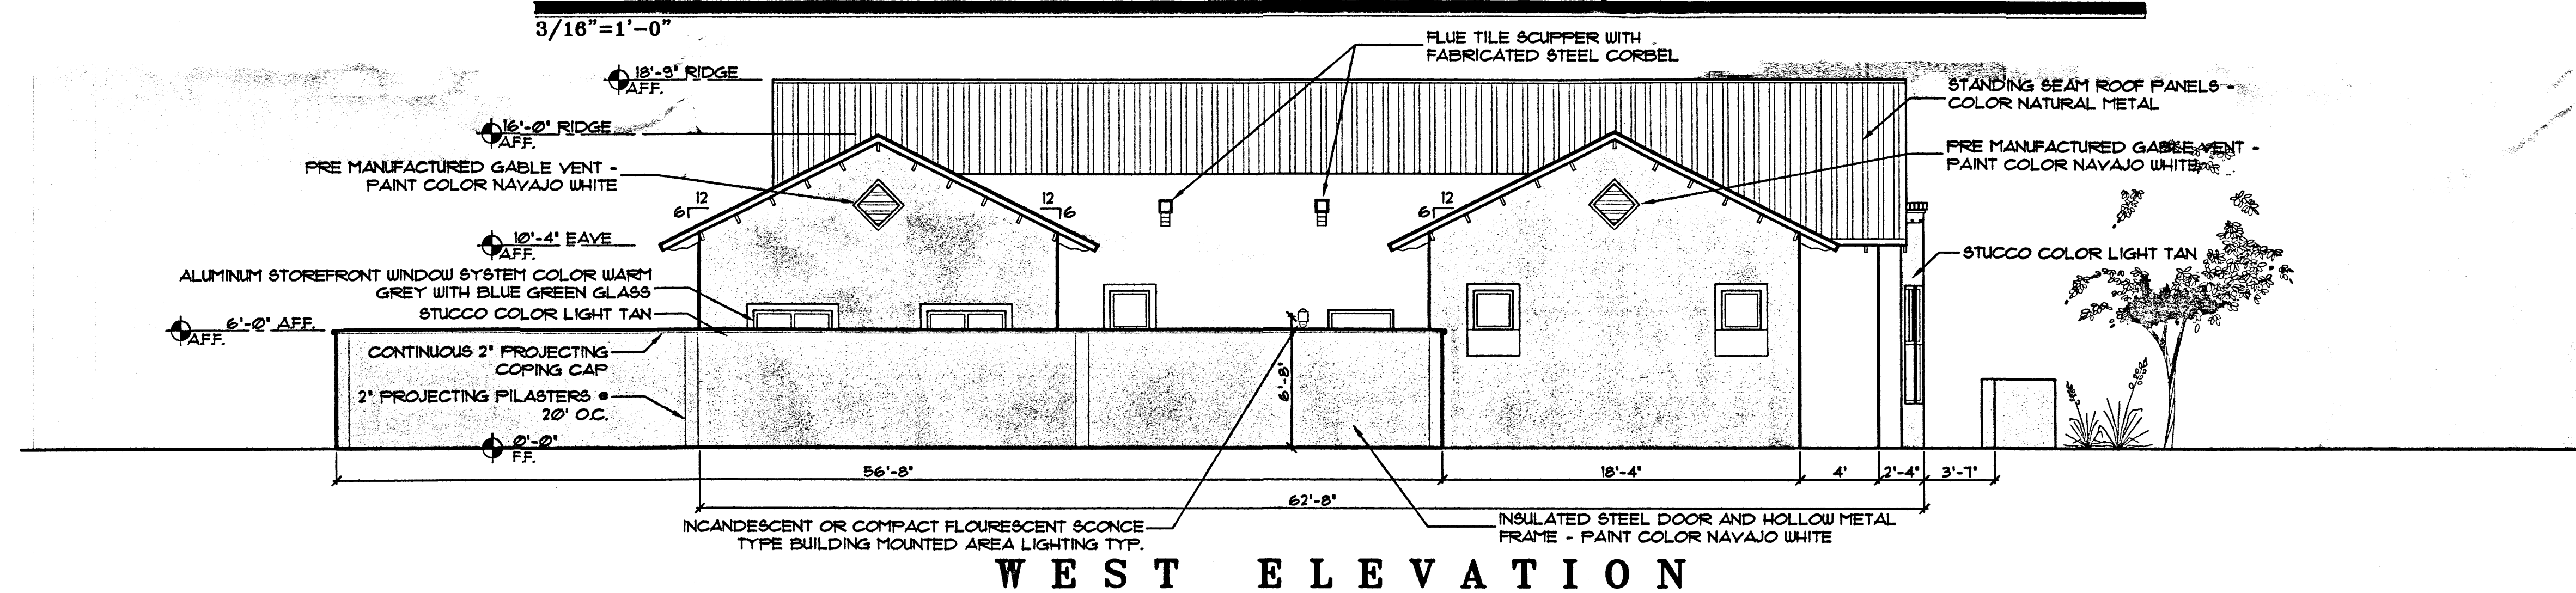 3/16"=1'-0"
FLUE TILE SCUPPER WITH
FABRICATED STEEL CORBEL
18'-9" RIDGE
A.F.F.
STANDING SEAM ROOF PANELS -
COLOR NATURAL METAL
16'-0" RIDGE
A.F.F.
PRE MANUFACTURED GABLE VENT -
PAINT COLOR NAVAJO WHITE
PRE MANUFACTURED GABLE VENT -
PAINT COLOR NAVAJO WHITE
12
6
12
6
12
6
10'-4" EAVE
A.F.F.
STUCCO COLOR LIGHT TAN
ALUMINUM STOREFRONT WINDOW SYSTEM COLOR WARM
GREY WITH BLUE GREEN GLASS
STUCCO COLOR LIGHT TAN
6'-0" AFF.
A.F.F.
CONTINUOUS 2" PROJECTING
COPING CAP
2" PROJECTING PILASTERS @
20' O.C.
6'-8"
0'-0"
F.F.
56'-8"
18'-4"
4'
2'-4"
3'-7"
62'-8"
INCANDESCENT OR COMPACT FLOURESCENT SCONCE
TYPE BUILDING MOUNTED AREA LIGHTING TYP.
INSULATED STEEL DOOR AND HOLLOW METAL
FRAME - PAINT COLOR NAVAJO WHITE
WEST ELEVATION